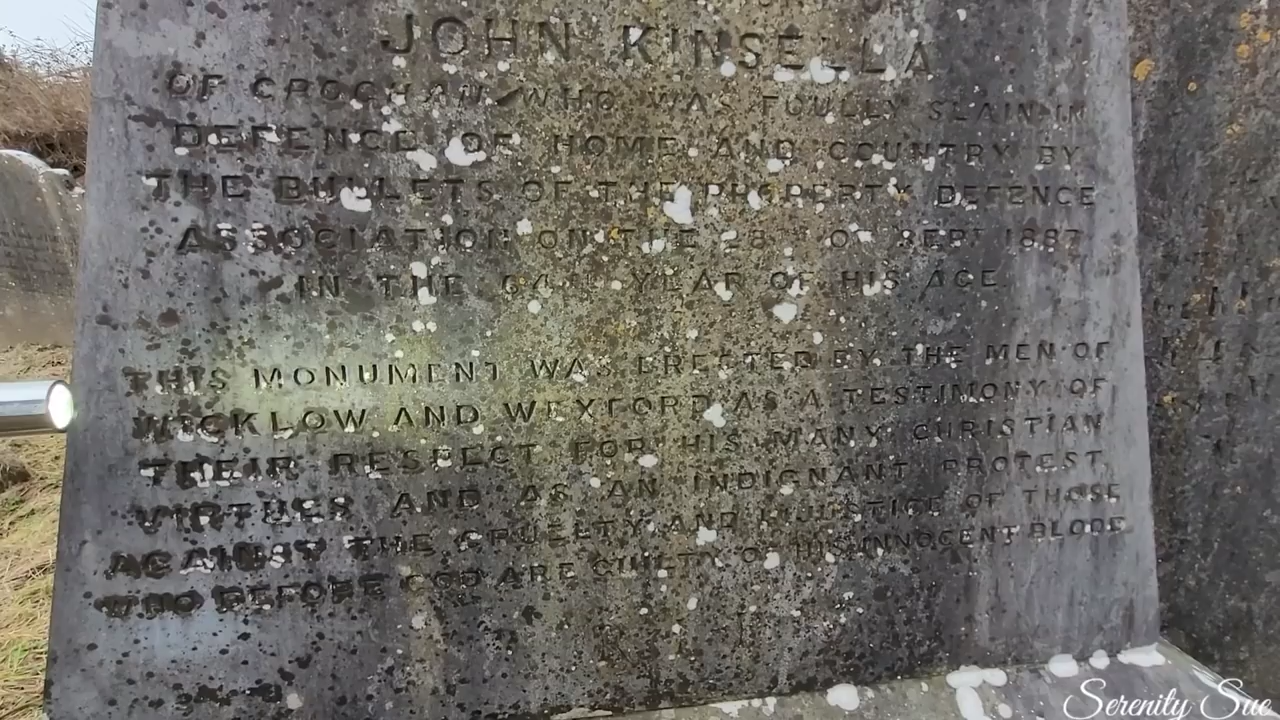 JOHN KINSELLA
OF CROGHAN WHO WAS FOULLY SLAIN IN
DEFENCE OF HOME AND COUNTRY BY
THE BULLETS OF THE PROPERTY DEFENCE
ASSOCIATION ON THE 28 OF SEPT 1887
IN THE YEAR OF HIS AGE.
THIS MONUMENT WAS ERECTED BY THE MEN OF
WICKLOW AND WEXFORD AS A TESTIMONY OF
THEIR RESPECT FOR HIS MANY CHRISTIAN
VIRTUES AND AS AN INDIGNANT PROTEST
AGAINST THE CRUELTY AND INJUSTICE OF THOSE
WHO BEFORE GOD ARE GUILTY OF HIS INNOCENT BLOOD
Serenity Sue